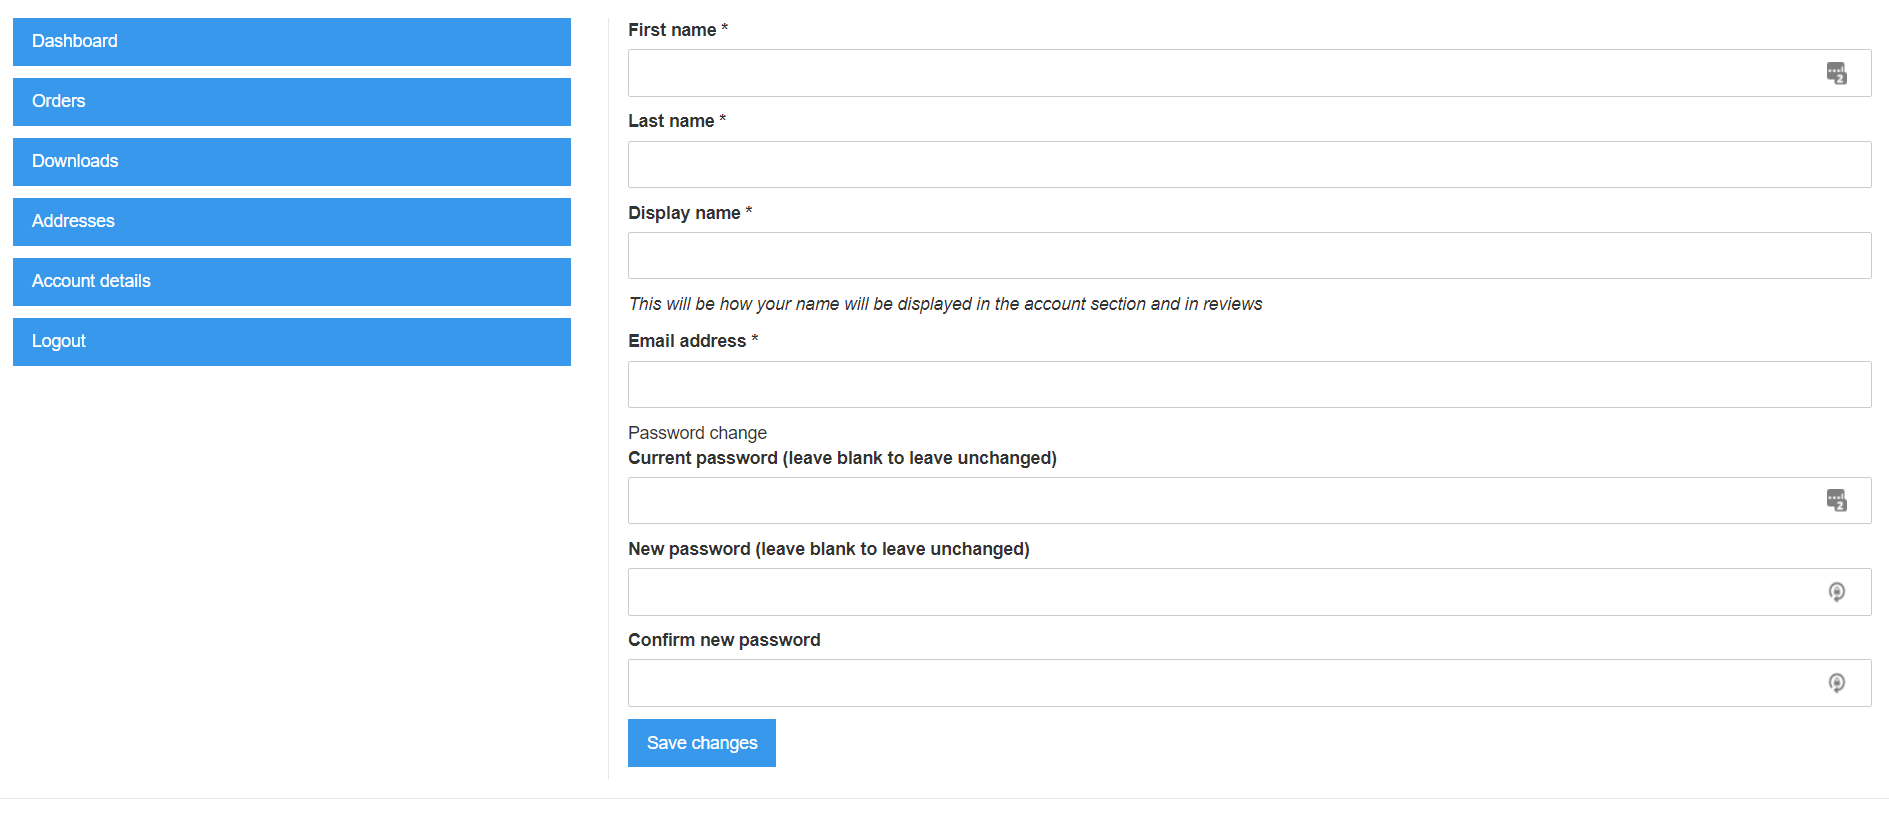 Dashboard
Orders
Downloads
Addresses
Account details
Logout
First name *
2
Last name *
Display name *
This will be how your name will be displayed in the account section and in reviews
Email address *
Password change
Current password (leave blank to leave unchanged)
2
New password (leave blank to leave unchanged)
Confirm new password
Save changes